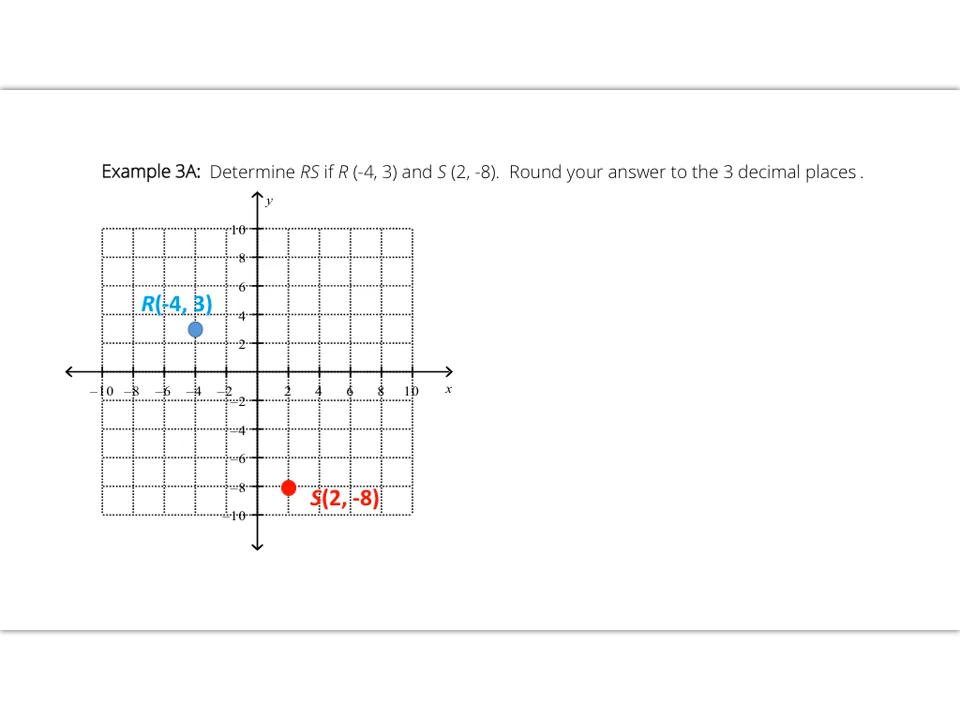 Example 3A: Determine RS if R (-4, 3) and S (2, -8). Round your answer to the 3 decimal places.
y
10
8
6
R(-4, 3)
4
2
–10 –8 –6 –4 –2 2 4 6 8 10 x
–2
–4
–6
–8
S(2, -8)
–10